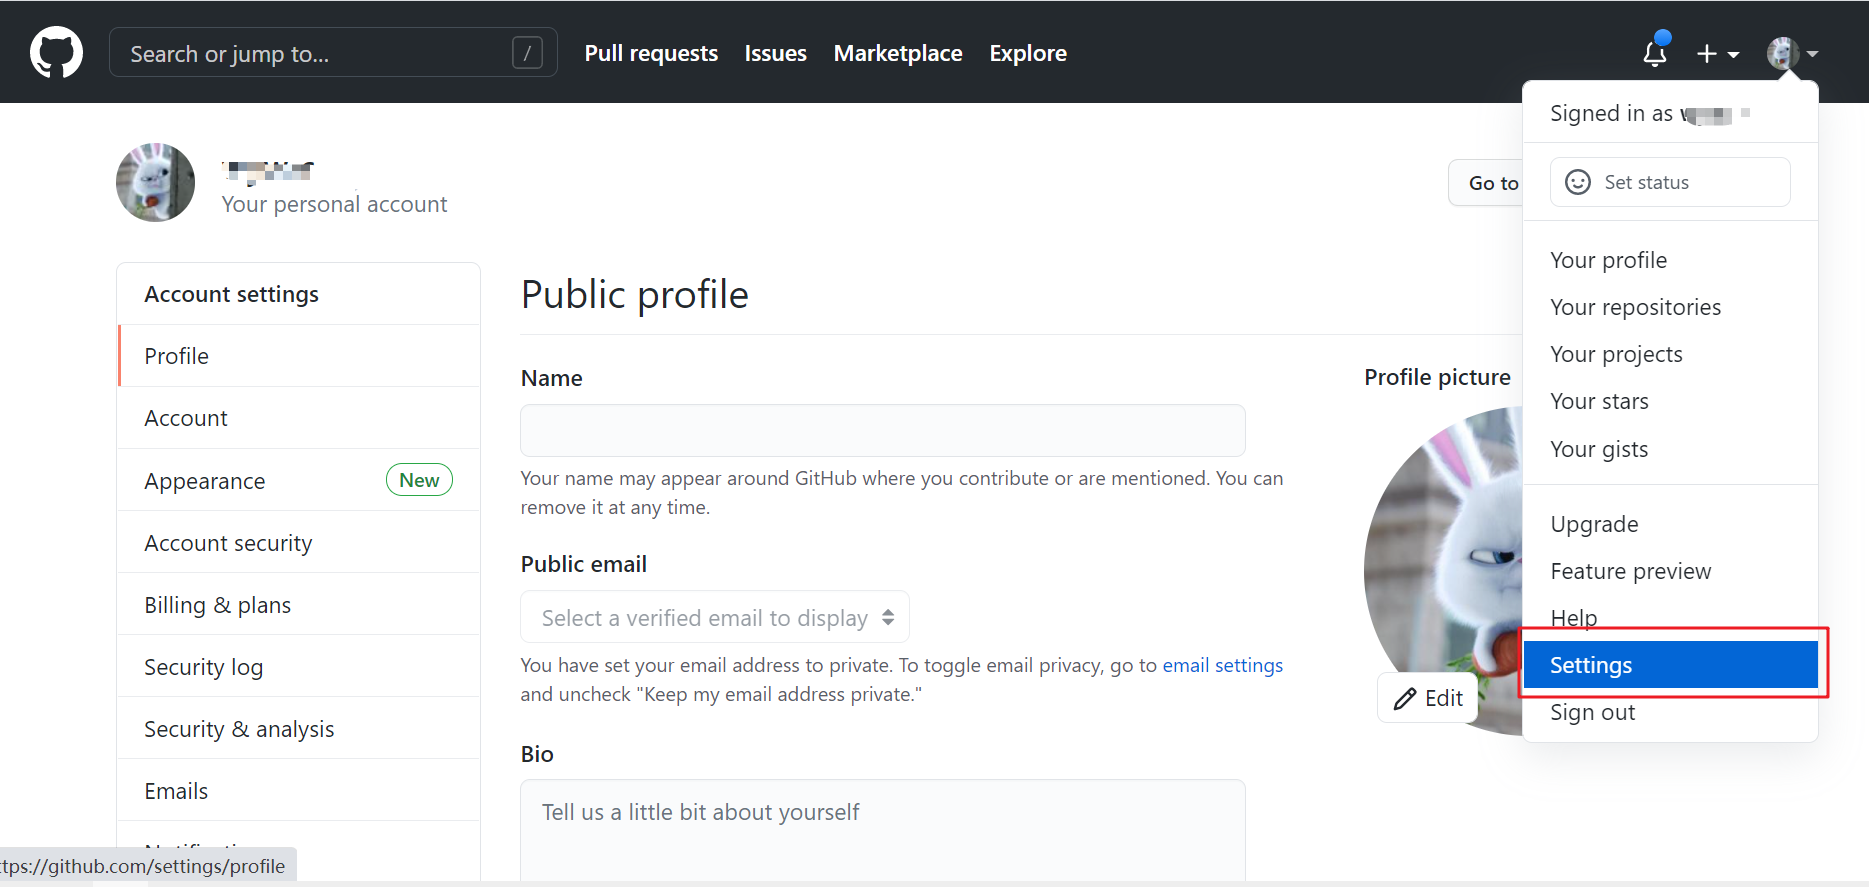 Search or jump to...
/
Pull requests
Issues
Marketplace
Explore
Signed in as
Set status
Your profile
Your repositories
Your projects
Your stars
Your gists
Upgrade
Feature preview
Help
Settings
Sign out
Your personal account
Go to
Account settings
Profile
Account
Appearance
New
Account security
Billing & plans
Security log
Security & analysis
Emails
Public profile
Name
Your name may appear around GitHub where you contribute or are mentioned. You can
remove it at any time.
Public email
Select a verified email to display
You have set your email address to private. To toggle email privacy, go to email settings
and uncheck "Keep my email address private."
Bio
Tell us a little bit about yourself
Profile picture
Edit
ttps://github.com/settings/profile